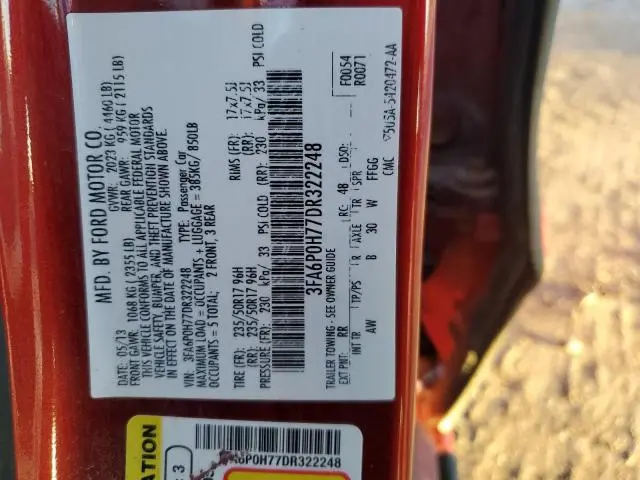 MFD. BY FORD MOTOR CO.
DATE: 05/13 GVWR: 2023 KG ( 4460 LB)
FRONT GAWR: 1068 KG ( 2355 LB) REAR GAWR: 959 KG ( 2115 LB)
THIS VEHICLE CONFORMS TO ALL APPLICABLE FEDERAL MOTOR
VEHICLE SAFETY, BUMPER, AND THEFT PREVENTION STANDARDS
IN EFFECT ON THE DATE OF MANUFACTURE SHOWN ABOVE.
VIN: 3FA6P0H77DR322248 TYPE: Passenger Car
MAXIMUM LOAD = OCCUPANTS + LUGGAGE = 385KG/ 850LB
OCCUPANTS = 5 TOTAL: 2 FRONT, 3 REAR
TIRE (FR): 235/50R17 96H RIMS (FR): 17x7.5J
(RR): 235/50R17 96H (RR): 17x7.5J
PRESSURE (FR): 230 kPa/ 33 PSI COLD (RR): 230 kPa/ 33 PSI COLD
3FA6P0H77DR322248
TRAILER TOWING - SEE OWNER GUIDE F0054
EXT PNT: RR RC: 48 DSO: R0071
INT TR TP/PS R AXLE TR SPR
AW B 30 W FFGG
CMC 5U5A-5420472-AA
ATION
3
6P0H77DR322248